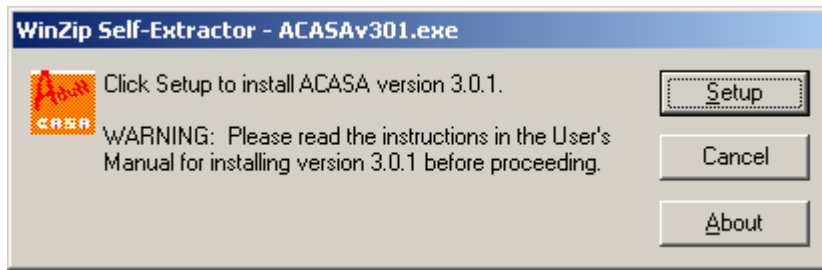 WinZip Self-Extractor - ACASAv301.exe
Adult
CASA
Click Setup to install ACASA version 3.0.1.
WARNING: Please read the instructions in the User's
Manual for installing version 3.0.1 before proceeding.
Setup
Cancel
About